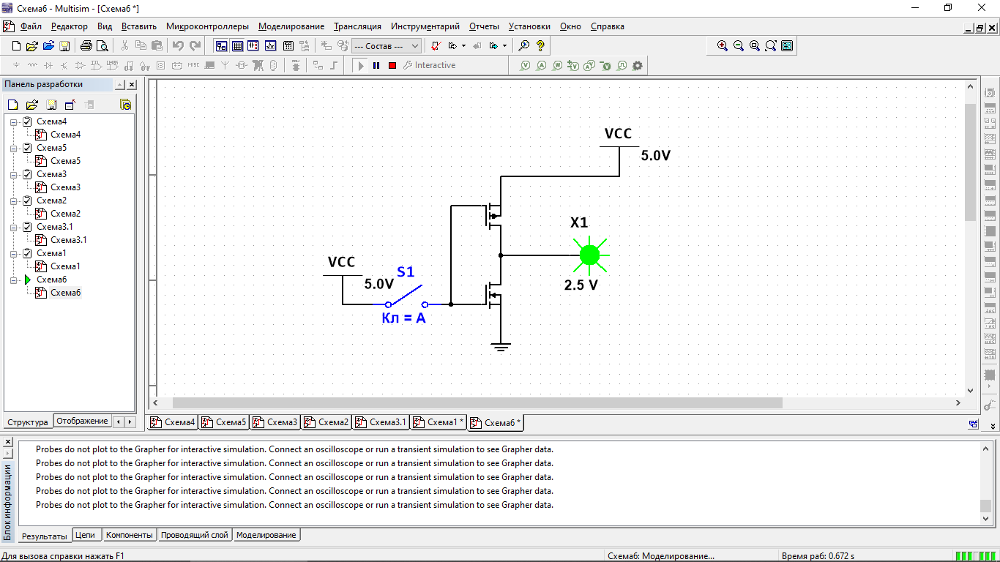 Схема6 - Multisim - [Схема6 *]
Файл Редактор Вид Вставить Микроконтроллеры Моделирование Трансляция Инструментарий Отчеты Установки Окно Справка
--- Состав ---
MISC Interactive
Панель разработки
Схема4
Схема4
Схема5
Схема5
Схема3
Схема3
Схема2
Схема2
Схема3.1
Схема3.1
Схема1
Схема1
Схема6
Схема6
VCC
5.0V
X1
2.5 V
VCC
5.0V
S1
Кл = A
Структура Отображение
Схема4 Схема5 Схема3 Схема2 Схема3.1 Схема1 * Схема6 *
Probes do not plot to the Grapher for interactive simulation. Connect an oscilloscope or run a transient simulation to see Grapher data.
Probes do not plot to the Grapher for interactive simulation. Connect an oscilloscope or run a transient simulation to see Grapher data.
Probes do not plot to the Grapher for interactive simulation. Connect an oscilloscope or run a transient simulation to see Grapher data.
Probes do not plot to the Grapher for interactive simulation. Connect an oscilloscope or run a transient simulation to see Grapher data.
Probes do not plot to the Grapher for interactive simulation. Connect an oscilloscope or run a transient simulation to see Grapher data.
Блок информации
Результаты Цепи Компоненты Проводящий слой Моделирование
Для вызова справки нажать F1 Схема6: Моделирование... Время раб: 0.672 s